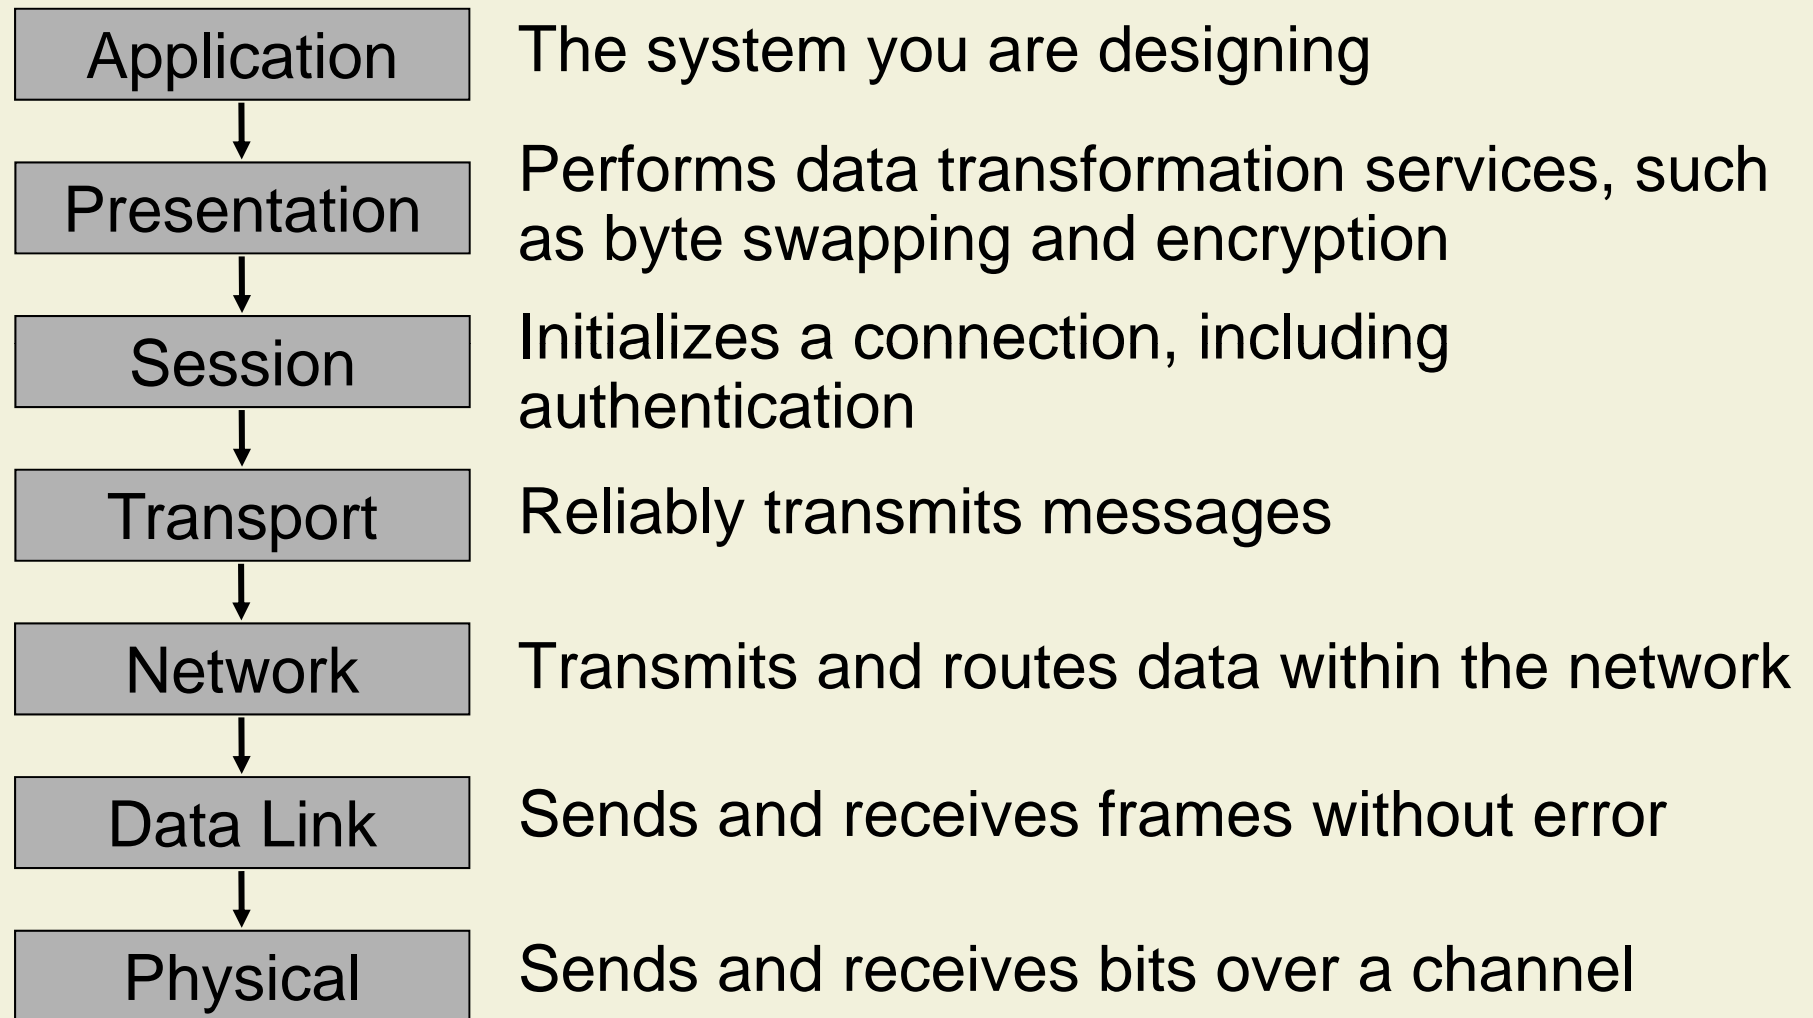 Application
The system you are designing
Presentation
Performs data transformation services, such
as byte swapping and encryption
Session
Initializes a connection, including
authentication
Transport
Reliably transmits messages
Network
Transmits and routes data within the network
Data Link
Sends and receives frames without error
Physical
Sends and receives bits over a channel